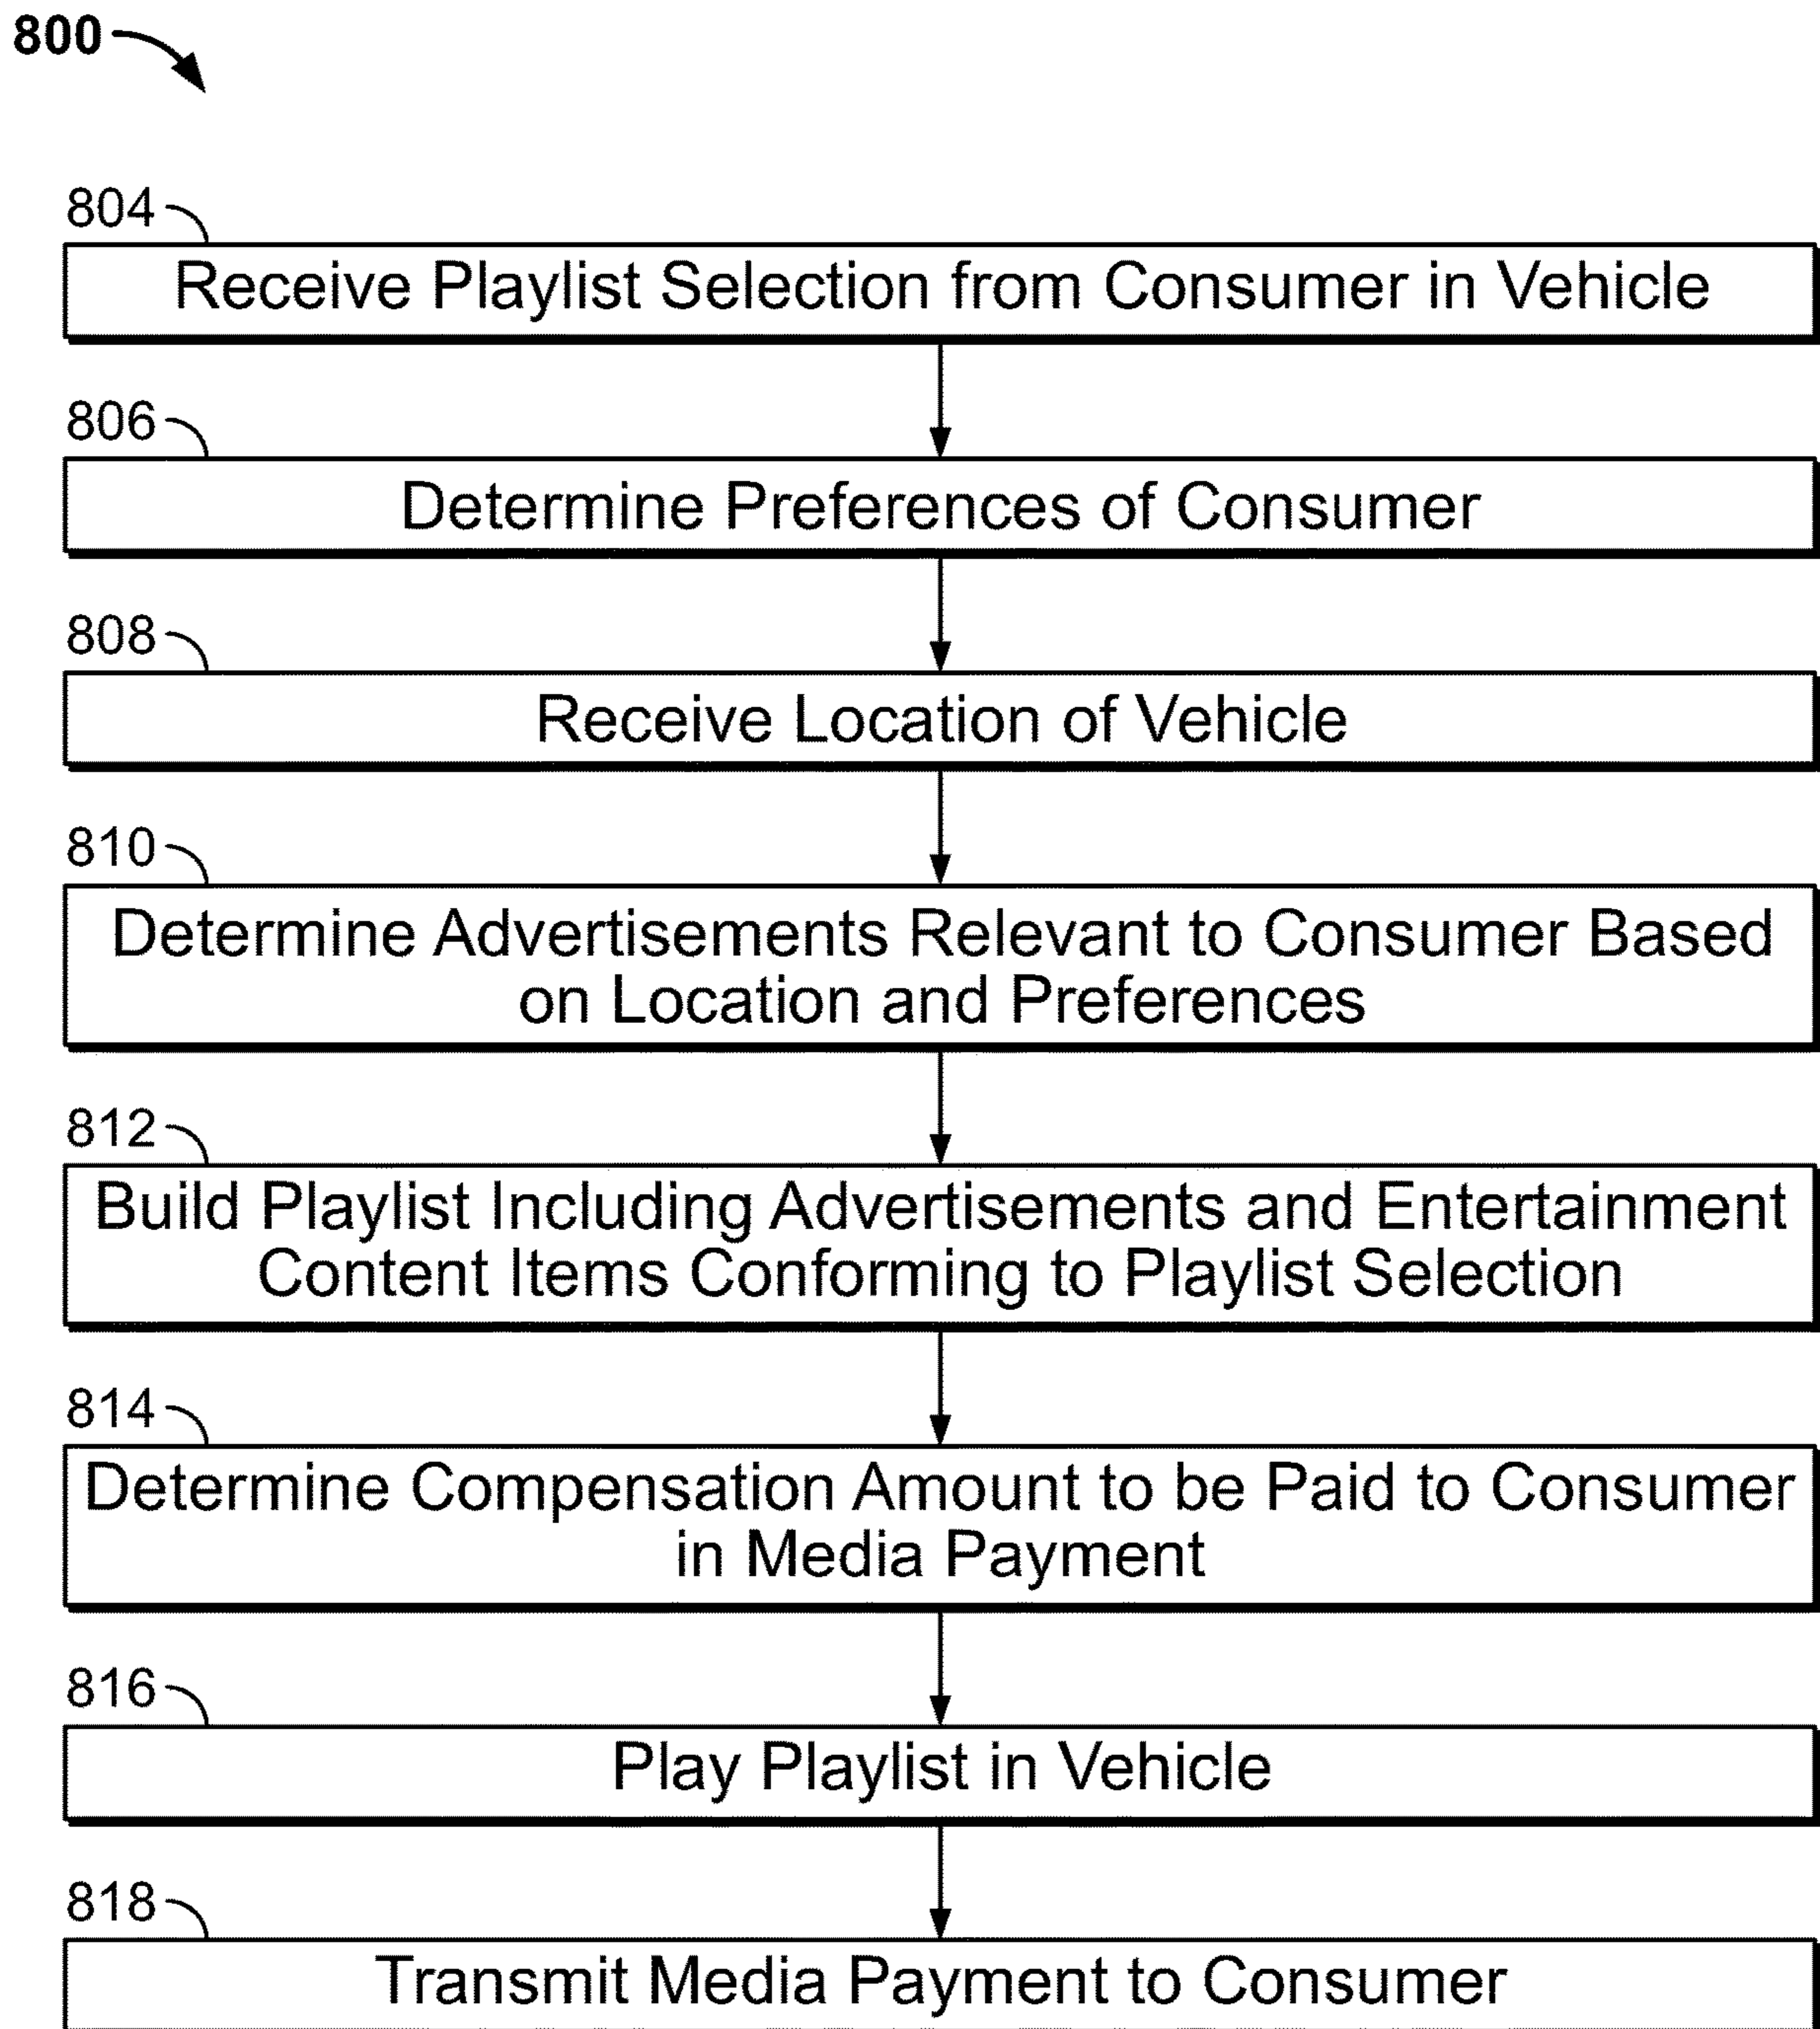 800
804
Receive Playlist Selection from Consumer in Vehicle
806
Determine Preferences of Consumer
808
Receive Location of Vehicle
810
Determine Advertisements Relevant to Consumer Based
on Location and Preferences
812
Build Playlist Including Advertisements and Entertainment
Content Items Conforming to Playlist Selection
814
Determine Compensation Amount to be Paid to Consumer
in Media Payment
816
Play Playlist in Vehicle
818
Transmit Media Payment to Consumer